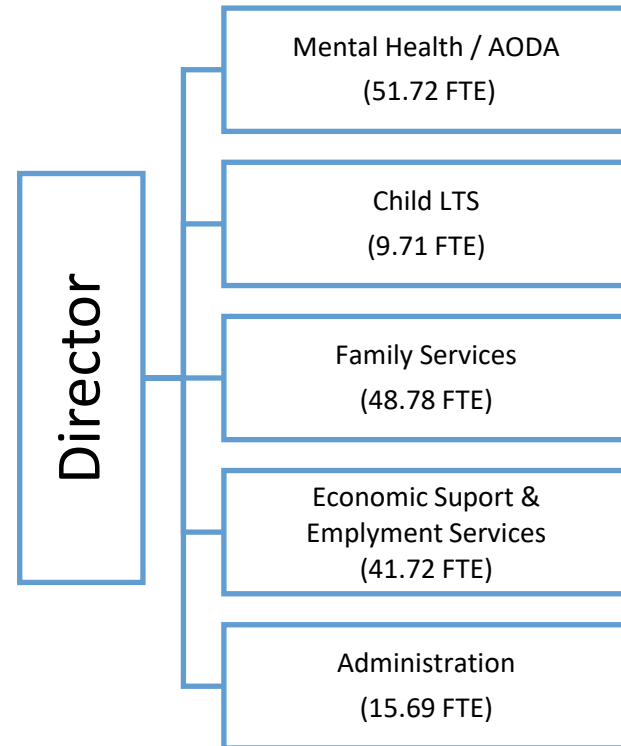 Director
Mental Health / AODA
(51.72 FTE)
Child LTS
(9.71 FTE)
Family Services
(48.78 FTE)
Economic Suport &
Emplyment Services
(41.72 FTE)
Administration
(15.69 FTE)